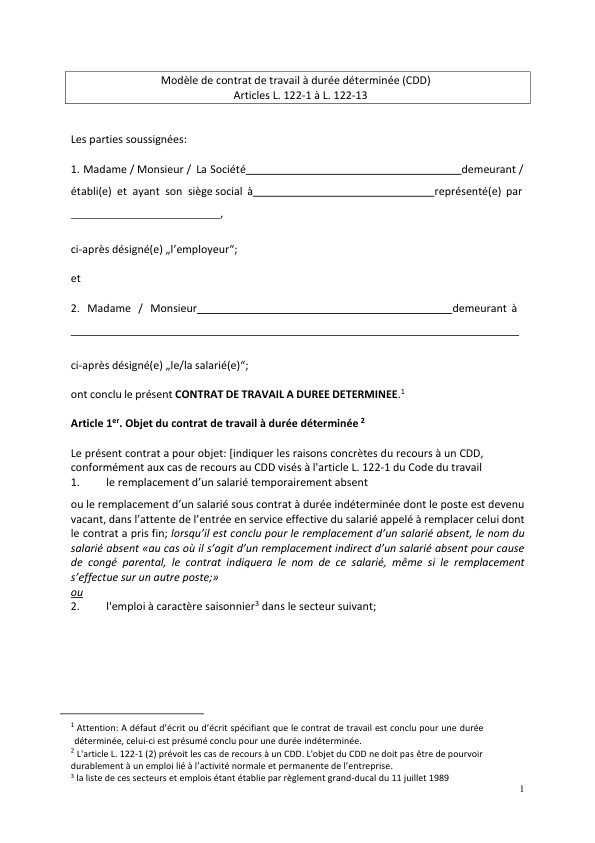 Modèle de contrat de travail à durée déterminée (CDD)
Articles L. 122-1 à L. 122-13
Les parties soussignées:
1. Madame / Monsieur / La Société_______________demeurant /
établi(e) et ayant son siège social à_______________représenté(e) par
_______________,
ci-après désigné(e) „l’employeur“;
et
2. Madame / Monsieur_______________demeurant à
_______________
ci-après désigné(e) „le/la salarié(e)“;
ont conclu le présent CONTRAT DE TRAVAIL A DUREE DETERMINEE.1
Article 1er. Objet du contrat de travail à durée déterminée 2
Le présent contrat a pour objet: [indiquer les raisons concrètes du recours à un CDD,
conformément aux cas de recours au CDD visés à l'article L. 122-1 du Code du travail
1. le remplacement d’un salarié temporairement absent
ou le remplacement d’un salarié sous contrat à durée indéterminée dont le poste est devenu
vacant, dans l’attente de l’entrée en service effective du salarié appelé à remplacer celui dont
le contrat a pris fin; lorsqu’il est conclu pour le remplacement d’un salarié absent, le nom du
salarié absent «au cas où il s’agit d’un remplacement indirect d’un salarié absent pour cause
de congé parental, le contrat indiquera le nom de ce salarié, même si le remplacement
s’effectue sur un autre poste;»
ou
2. l'emploi à caractère saisonnier3 dans le secteur suivant;
1 Attention: A défaut d’écrit ou d’écrit spécifiant que le contrat de travail est conclu pour une durée
déterminée, celui-ci est présumé conclu pour une durée indéterminée.
2 L'article L. 122-1 (2) prévoit les cas de recours à un CDD. L'objet du CDD ne doit pas être de pourvoir
durablement à un emploi lié à l’activité normale et permanente de l’entreprise.
3 la liste de ces secteurs et emplois étant établie par règlement grand-ducal du 11 juillet 1989
1